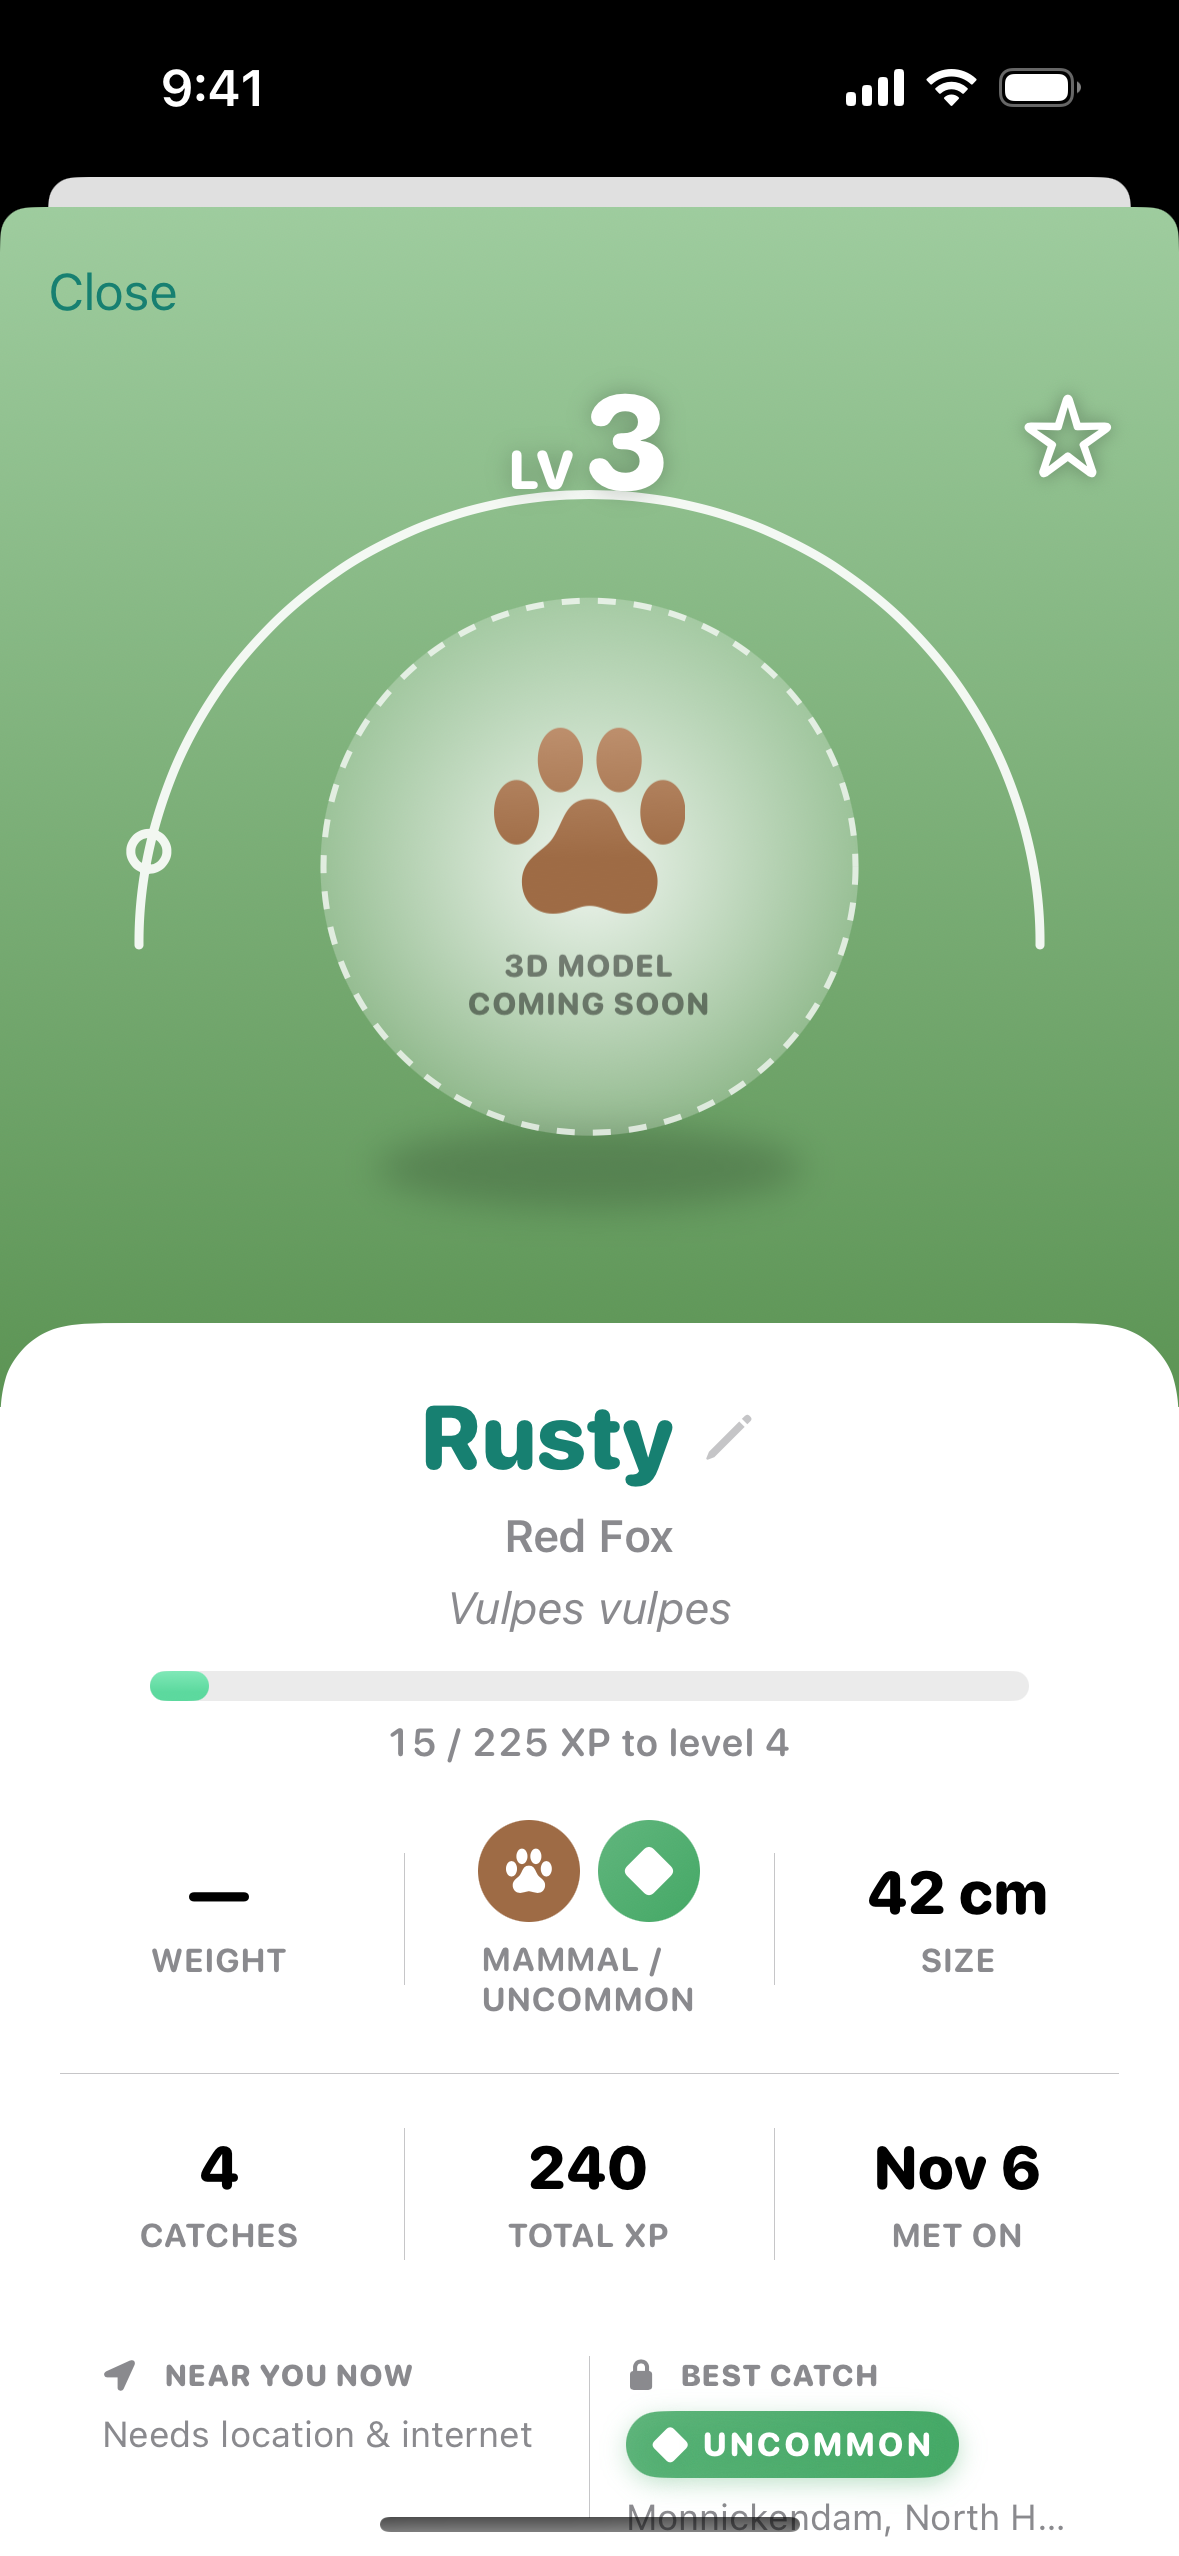 9:41
Close
LV 3
3D MODEL
COMING SOON
Rusty
Red Fox
Vulpes vulpes
15 / 225 XP to level 4
—
WEIGHT
MAMMAL /
UNCOMMON
42 cm
SIZE
4
CATCHES
240
TOTAL XP
Nov 6
MET ON
NEAR YOU NOW
Needs location & internet
BEST CATCH
UNCOMMON
Monnickendam, North H...